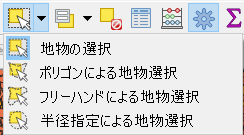 Σ
地物の選択
ポリゴンによる地物選択
フリーハンドによる地物選択
半径指定による地物選択